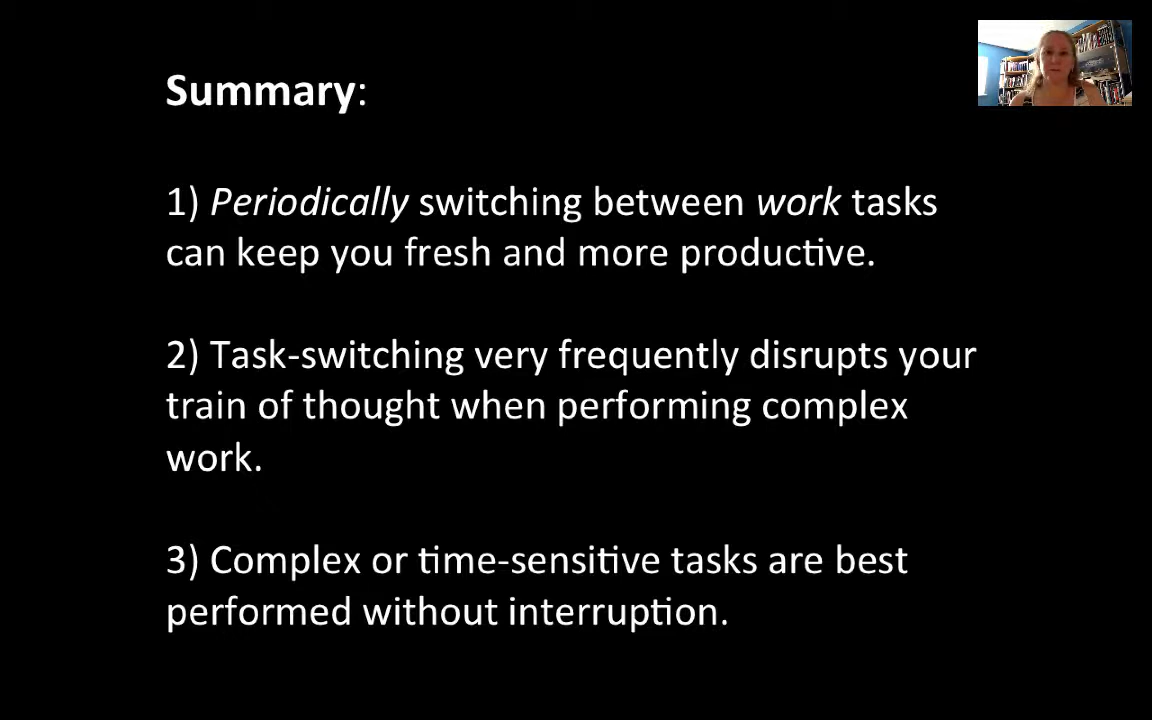 Summary:
1) Periodically switching between work tasks
can keep you fresh and more productive.
2) Task-switching very frequently disrupts your
train of thought when performing complex
work.
3) Complex or time-sensitive tasks are best
performed without interruption.